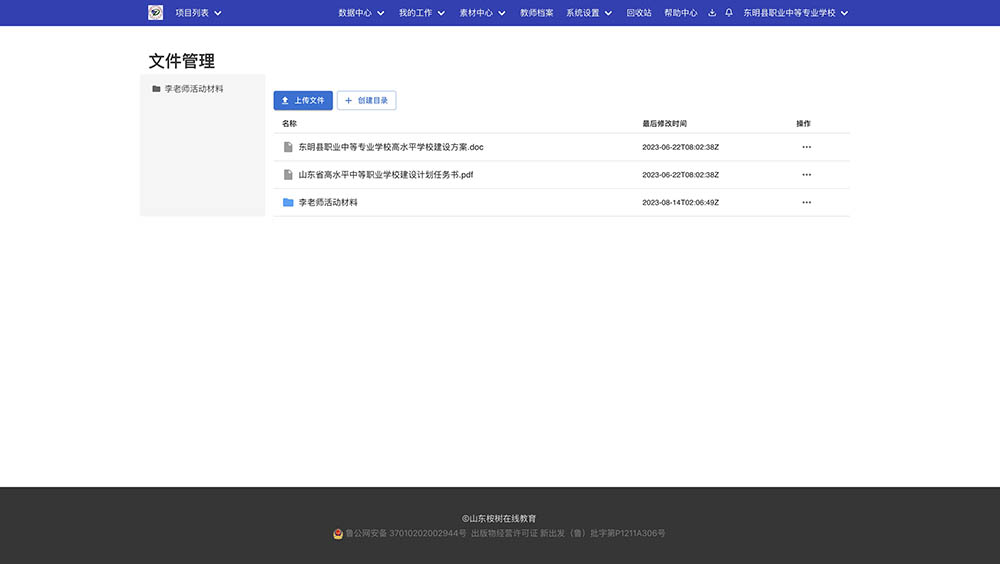 项目列表 数据中心 我的工作 素材中心 教师档案 系统设置 回收站 帮助中心 东明县职业中等专业学校
文件管理
李老师活动材料
上传文件 创建目录
名称 最后修改时间 操作
东明县职业中等专业学校高水平学校建设方案.doc 2023-06-22T08:02:38Z
山东省高水平中等职业学校建设计划任务书.pdf 2023-06-22T08:02:38Z
李老师活动材料 2023-08-14T02:06:49Z
©山东桉树在线教育
鲁公网安备 37010202002944号 出版物经营许可证 新出发（鲁）批字第P1211A306号